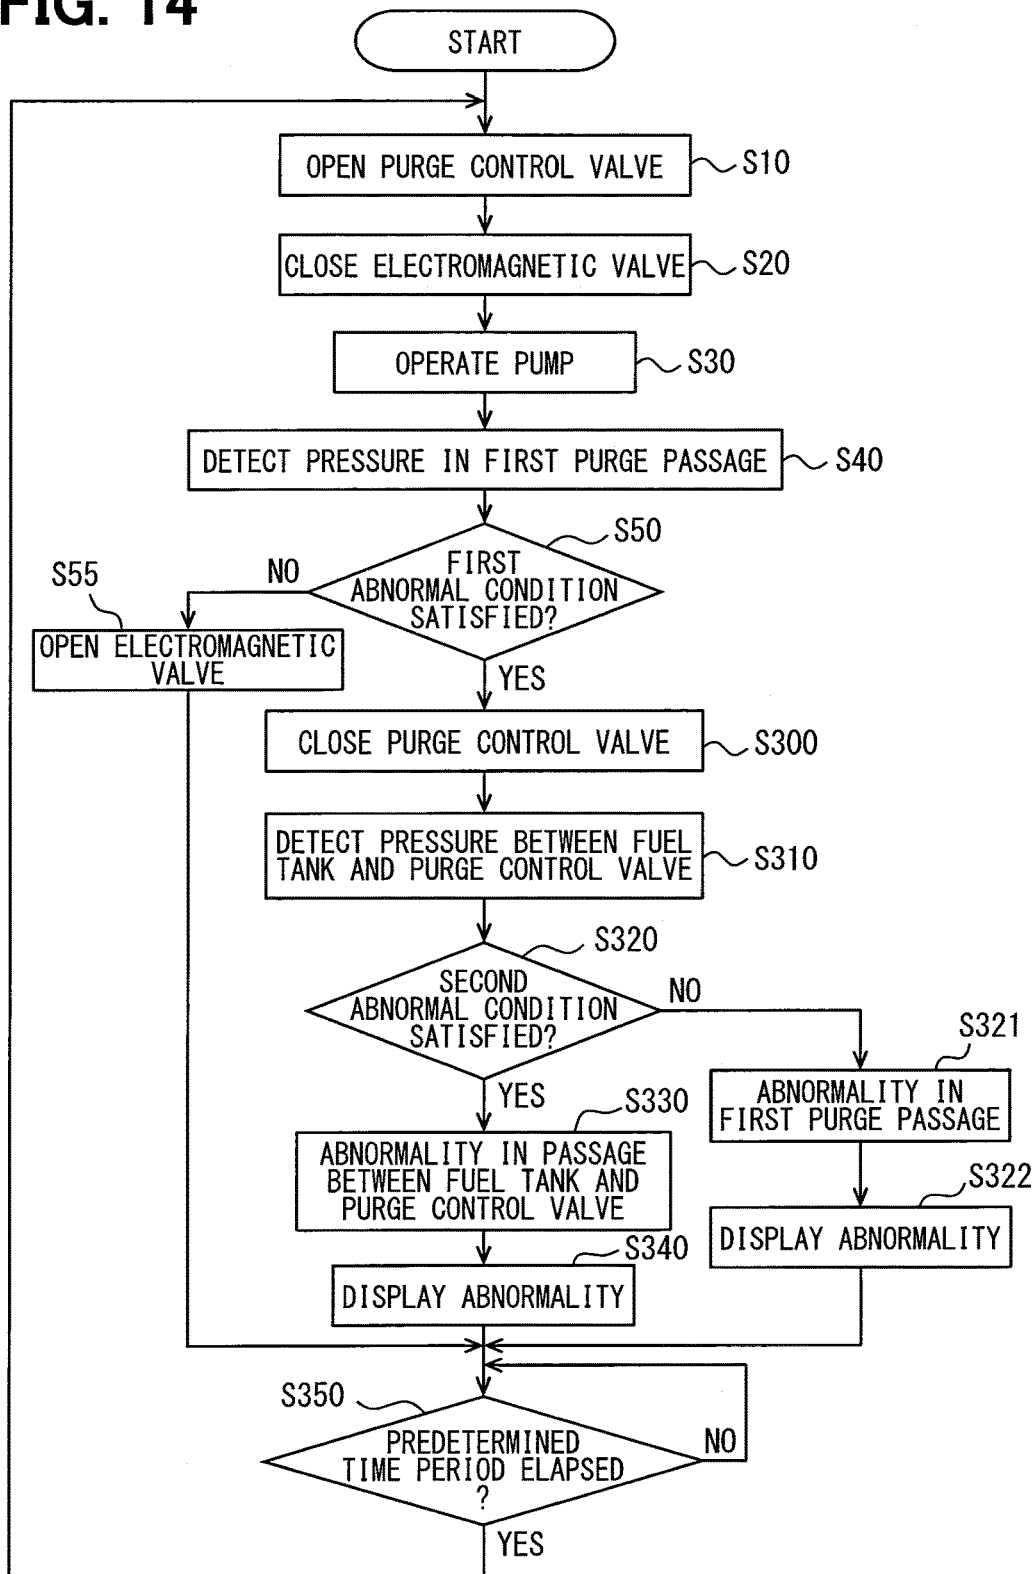 FIG. 14
START
OPEN PURGE CONTROL VALVE
S10
CLOSE ELECTROMAGNETIC VALVE
S20
OPERATE PUMP
S30
DETECT PRESSURE IN FIRST PURGE PASSAGE
S40
S50
FIRST
ABNORMAL CONDITION
SATISFIED?
NO
S55
OPEN ELECTROMAGNETIC
VALVE
YES
CLOSE PURGE CONTROL VALVE
S300
DETECT PRESSURE BETWEEN FUEL
TANK AND PURGE CONTROL VALVE
S310
S320
SECOND
ABNORMAL CONDITION
SATISFIED?
NO
S321
ABNORMALITY IN
FIRST PURGE PASSAGE
YES
S330
ABNORMALITY IN PASSAGE
BETWEEN FUEL TANK AND
PURGE CONTROL VALVE
S322
DISPLAY ABNORMALITY
S340
DISPLAY ABNORMALITY
S350
PREDETERMINED
TIME PERIOD ELAPSED
?
NO
YES